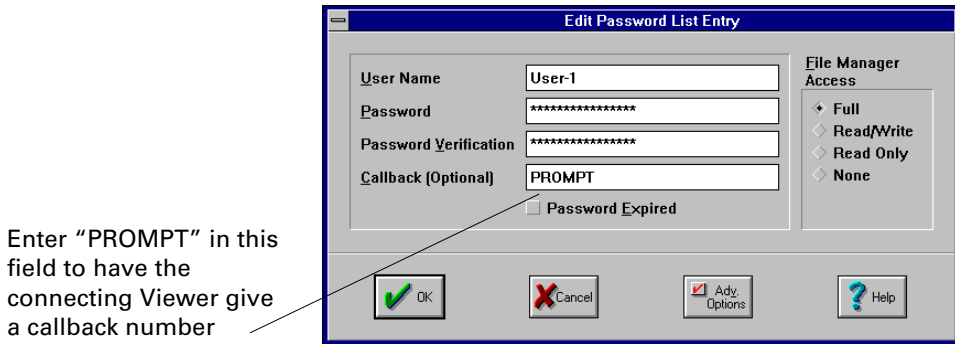 Edit Password List Entry
User Name
User-1
Password
****************
Password Verification
****************
Callback (Optional)
PROMPT
Password Expired
File Manager
Access
Full
Read/Write
Read Only
None
Enter “PROMPT” in this
field to have the
connecting Viewer give
a callback number
OK
Cancel
Adv.
Options
Help